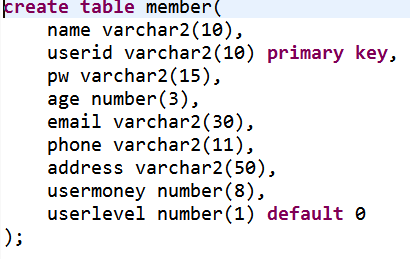 create table member(
    name varchar2(10),
    userid varchar2(10) primary key,
    pw varchar2(15),
    age number(3),
    email varchar2(30),
    phone varchar2(11),
    address varchar2(50),
    usermoney number(8),
    userlevel number(1) default 0
);